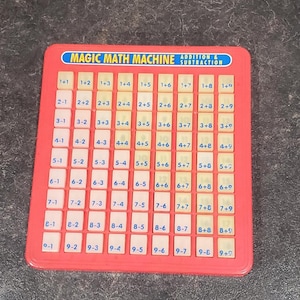 MAGIC MATH MACHINE ADDITION & SUBTRACTION
1+1 1+2 1+3 1+4 1+5 1+6 1+7 1+8 1+9
2-1 2+2 2+3 2+4 2+5 2+6 2+7 2+8 2+9
3-1 3-2 3+3 3+4 3+5 3+6 3+7 3+8 3+9
4-1 4-2 4-3 4+4 4+5 4+6 4+7 4+8 4+9
5-1 5-2 5-3 5-4 5+5 5+6 5+7 5+8 5+9
6-1 6-2 6-3 6-4 6-5 6+6 6+7 6+8 6+9
7-1 7-2 7-3 7-4 7-5 7-6 7+7 7+8 7+9
8-1 8-2 8-3 8-4 8-5 8-6 8-7 8+8 8+9
9-1 9-2 9-3 9-4 9-5 9-6 9-7 9-8 9+9